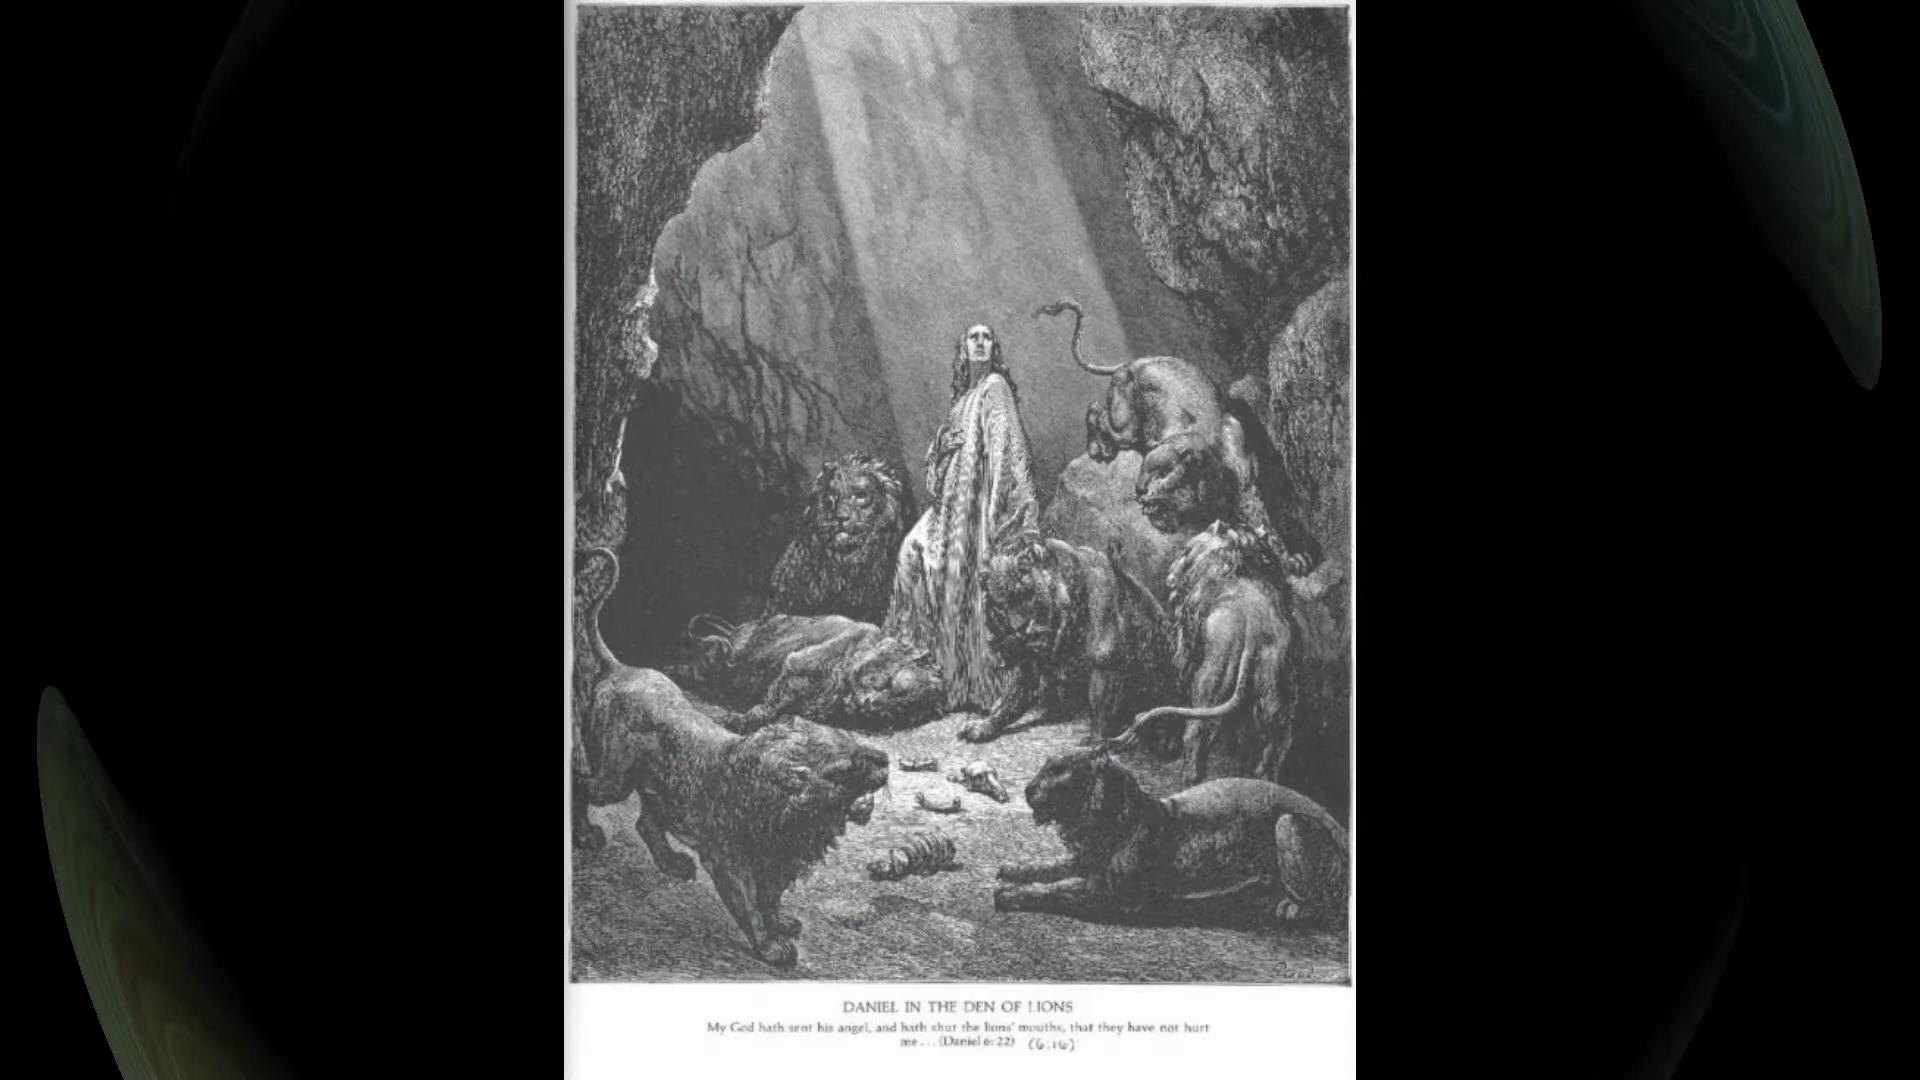 DANIEL IN THE DEN OF LIONS
My God hath sent his angel, and hath shut the lions' mouths, that they have not hurt
me . . . (Daniel 6:22) (6:16)